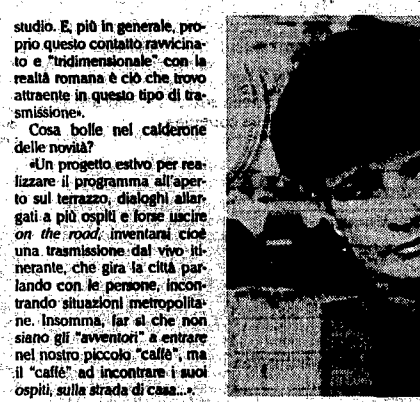 studio. E, più in generale, pro-
prio questo contatto ravvicina-
to e "tridimensionale" con la
realtà romana è ciò che trovo
attraente in questo tipo di tra-
smissione».
Cosa bolle nel calderone
delle novità?
«Un progetto estivo per rea-
lizzare il programma all'aper-
to sul terrazzo, dialoghi allar-
gati a più ospiti e forse uscire
on the road, inventarsi cioè
una trasmissione dal vivo iti-
nerante, che gira la città par-
lando con le persone, incon-
trando situazioni metropolita-
ne. Insomma, far sì che non
siano gli "avventori" a entrare
nel nostro piccolo "caffè", ma
il "caffè" ad incontrare i suoi
ospiti, sulla strada di casa...».